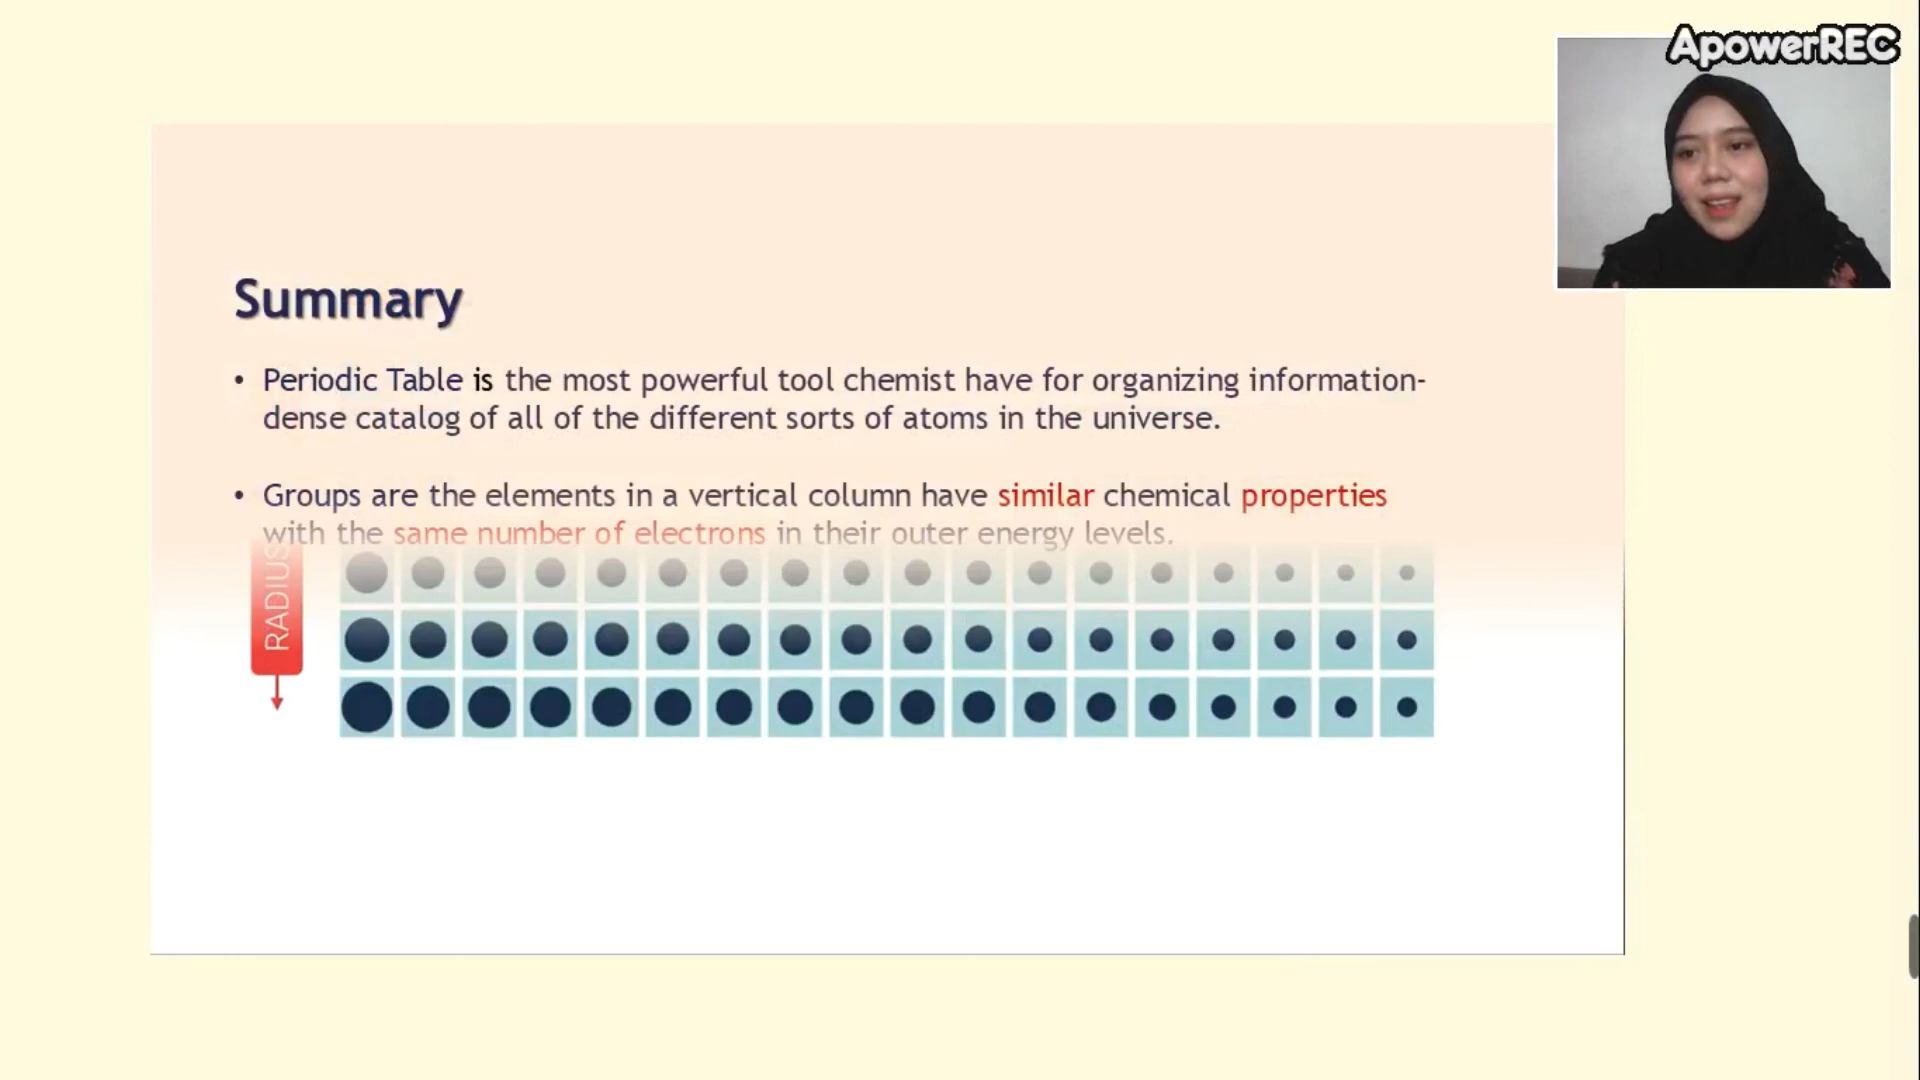 ApowerREC
Summary
• Periodic Table is the most powerful tool chemist have for organizing information-
dense catalog of all of the different sorts of atoms in the universe.
• Groups are the elements in a vertical column have similar chemical properties
with the same number of electrons in their outer energy levels.
RADIUS